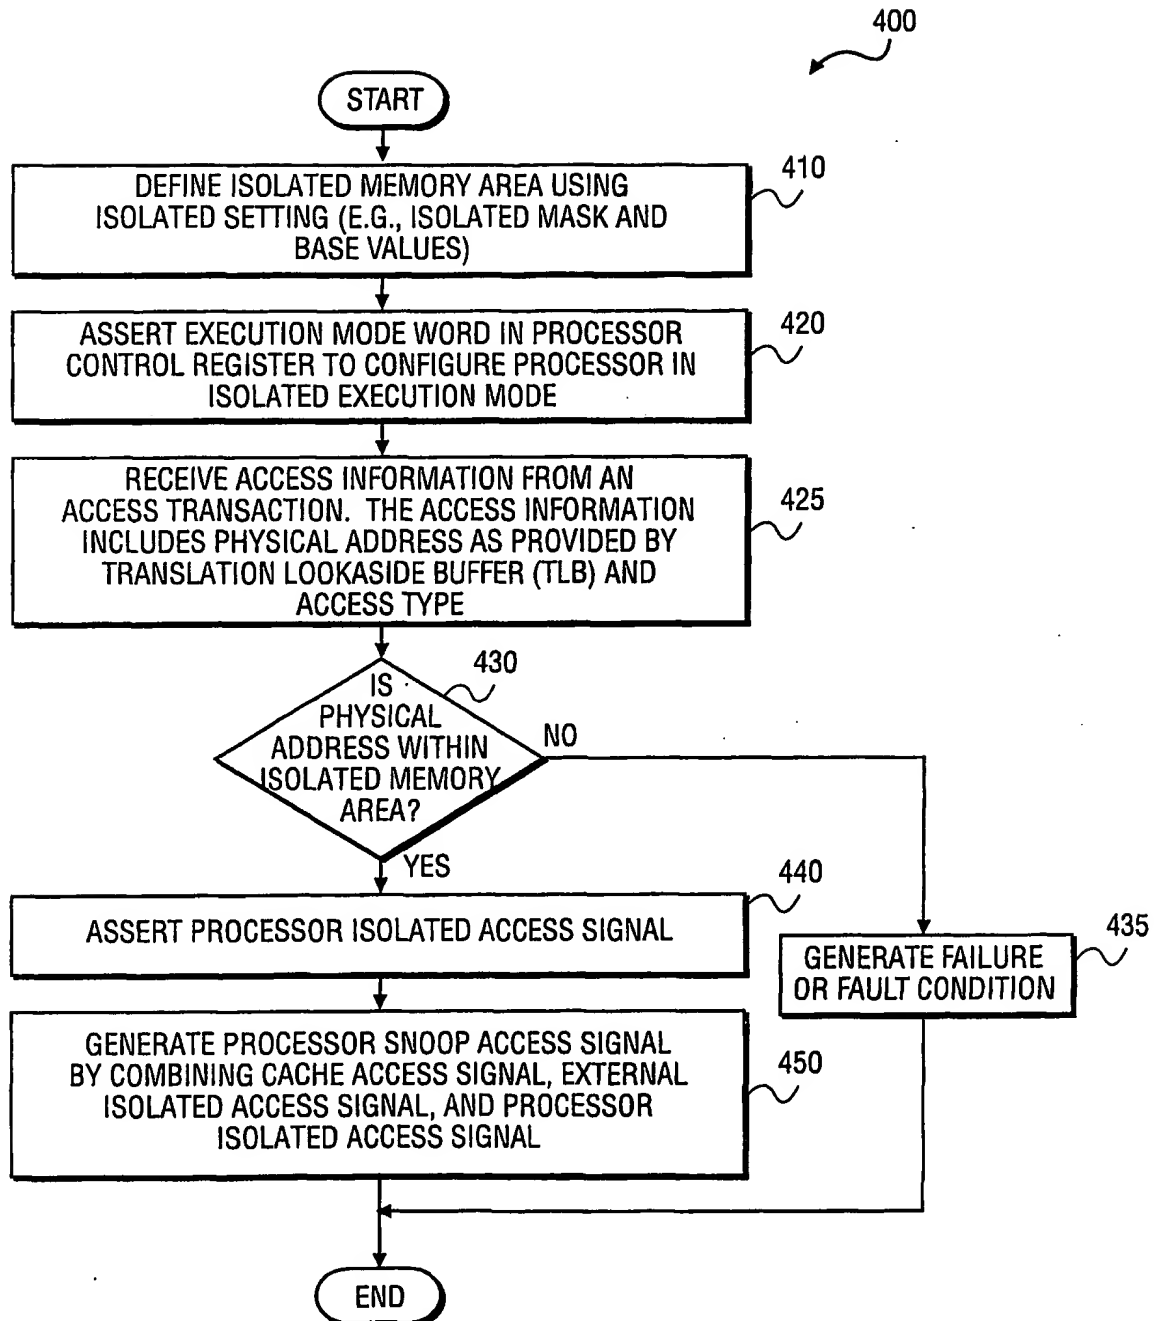 400
START
DEFINE ISOLATED MEMORY AREA USING
ISOLATED SETTING (E.G., ISOLATED MASK AND
BASE VALUES)
410
ASSERT EXECUTION MODE WORD IN PROCESSOR
CONTROL REGISTER TO CONFIGURE PROCESSOR IN
ISOLATED EXECUTION MODE
420
RECEIVE ACCESS INFORMATION FROM AN
ACCESS TRANSACTION. THE ACCESS INFORMATION
INCLUDES PHYSICAL ADDRESS AS PROVIDED BY
TRANSLATION LOOKASIDE BUFFER (TLB) AND
ACCESS TYPE
425
IS
PHYSICAL
ADDRESS WITHIN
ISOLATED MEMORY
AREA?
430
NO
YES
ASSERT PROCESSOR ISOLATED ACCESS SIGNAL
440
GENERATE FAILURE
OR FAULT CONDITION
435
GENERATE PROCESSOR SNOOP ACCESS SIGNAL
BY COMBINING CACHE ACCESS SIGNAL, EXTERNAL
ISOLATED ACCESS SIGNAL, AND PROCESSOR
ISOLATED ACCESS SIGNAL
450
END